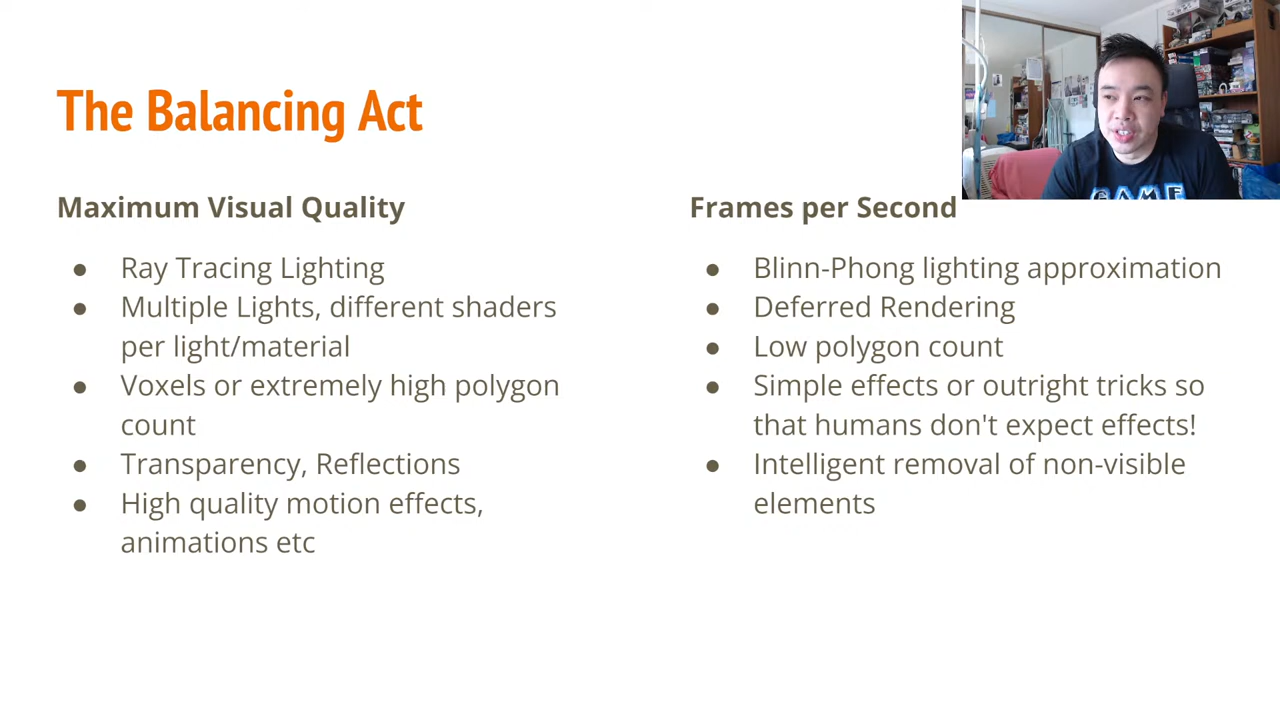 The Balancing Act
Maximum Visual Quality
● Ray Tracing Lighting
● Multiple Lights, different shaders
per light/material
● Voxels or extremely high polygon
count
● Transparency, Reflections
● High quality motion effects,
animations etc
Frames per Second
● Blinn-Phong lighting approximation
● Deferred Rendering
● Low polygon count
● Simple effects or outright tricks so
that humans don't expect effects!
● Intelligent removal of non-visible
elements
GAME